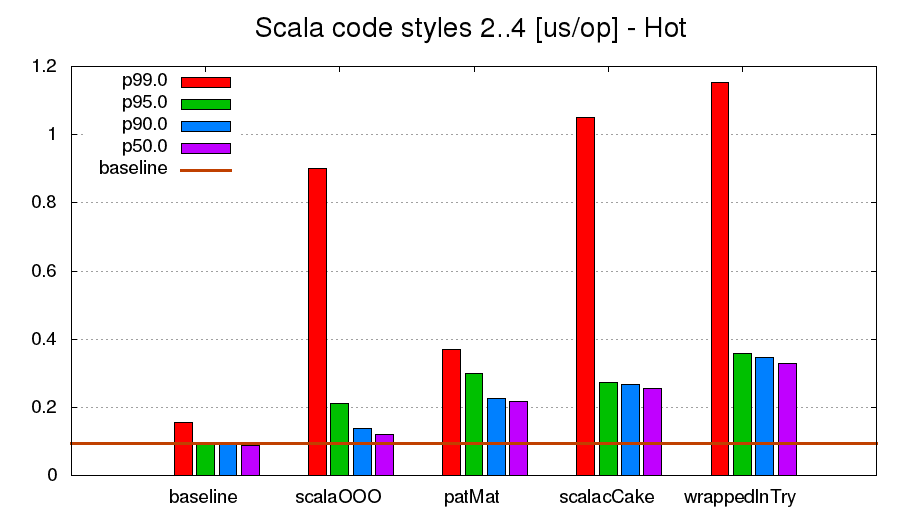 Scala code styles 2..4 [us/op] - Hot
1.2
1
0.8
0.6
0.4
0.2
0
p99.0
p95.0
p90.0
p50.0
baseline
baseline scalaOOO patMat scalacCake wrappedInTry